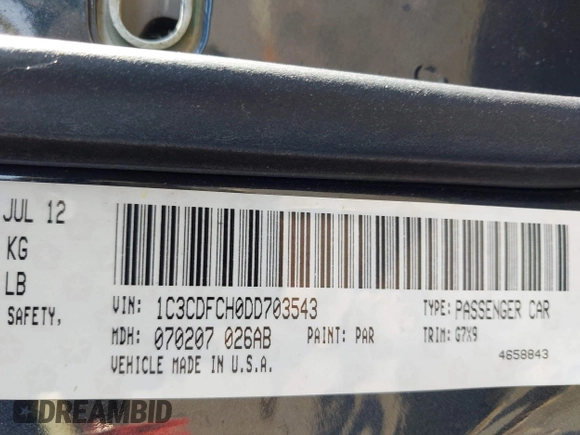 JUL 12
KG
LB
SAFETY,
VIN: 1C3CDFCH0DD703543
TYPE: PASSENGER CAR
MDH: 070207 026AB
PAINT: PAR
TRIM: G7X9
VEHICLE MADE IN U.S.A.
4658843
DREAMBID